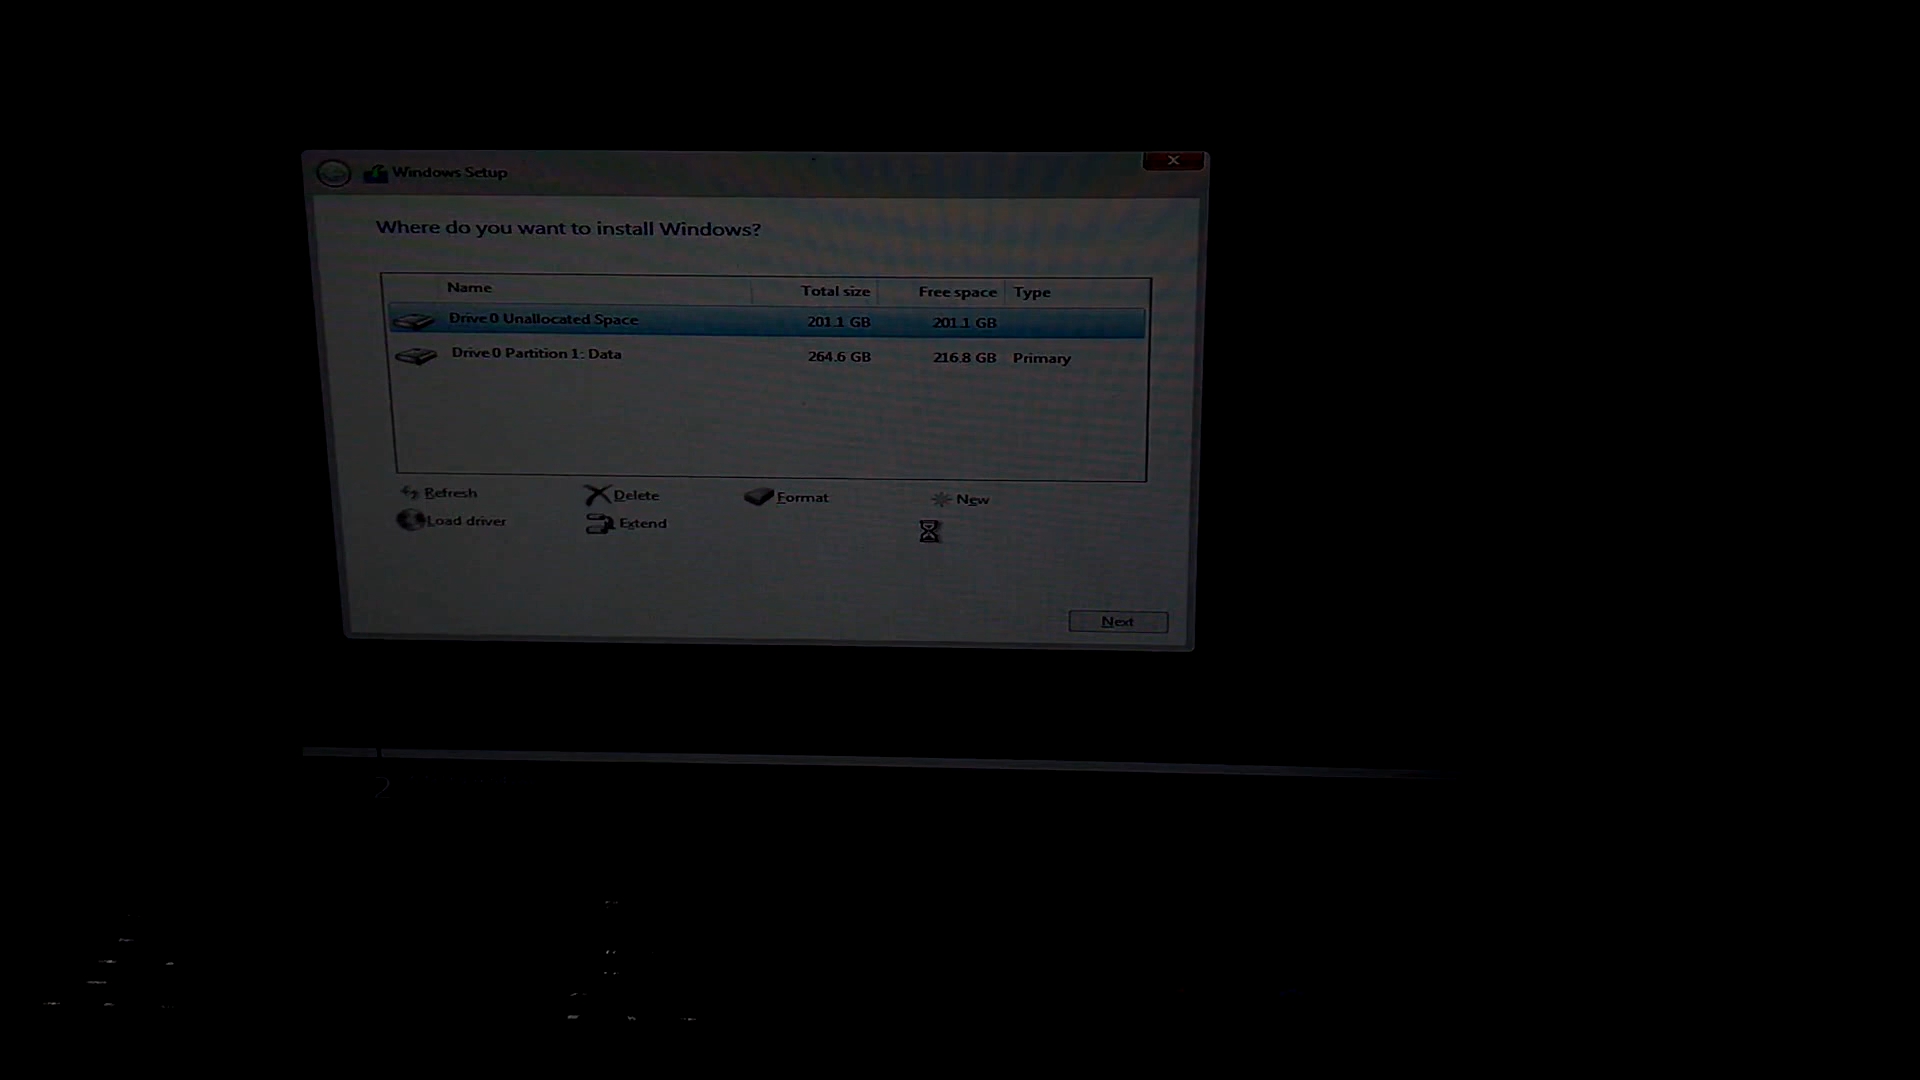 Windows Setup
Where do you want to install Windows?
Name Total size Free space Type
Drive 0 Unallocated Space 201.1 GB 201.1 GB
Drive 0 Partition 1: Data 264.6 GB 216.8 GB Primary
Refresh Delete Format New
Load driver Extend
Next